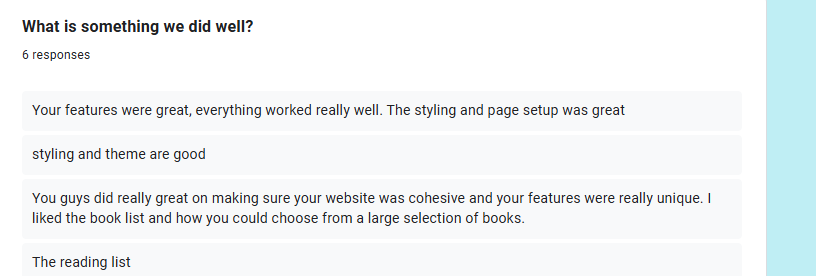 What is something we did well?
6 responses
Your features were great, everything worked really well. The styling and page setup was great
styling and theme are good
You guys did really great on making sure your website was cohesive and your features were really unique. I
liked the book list and how you could choose from a large selection of books.
The reading list